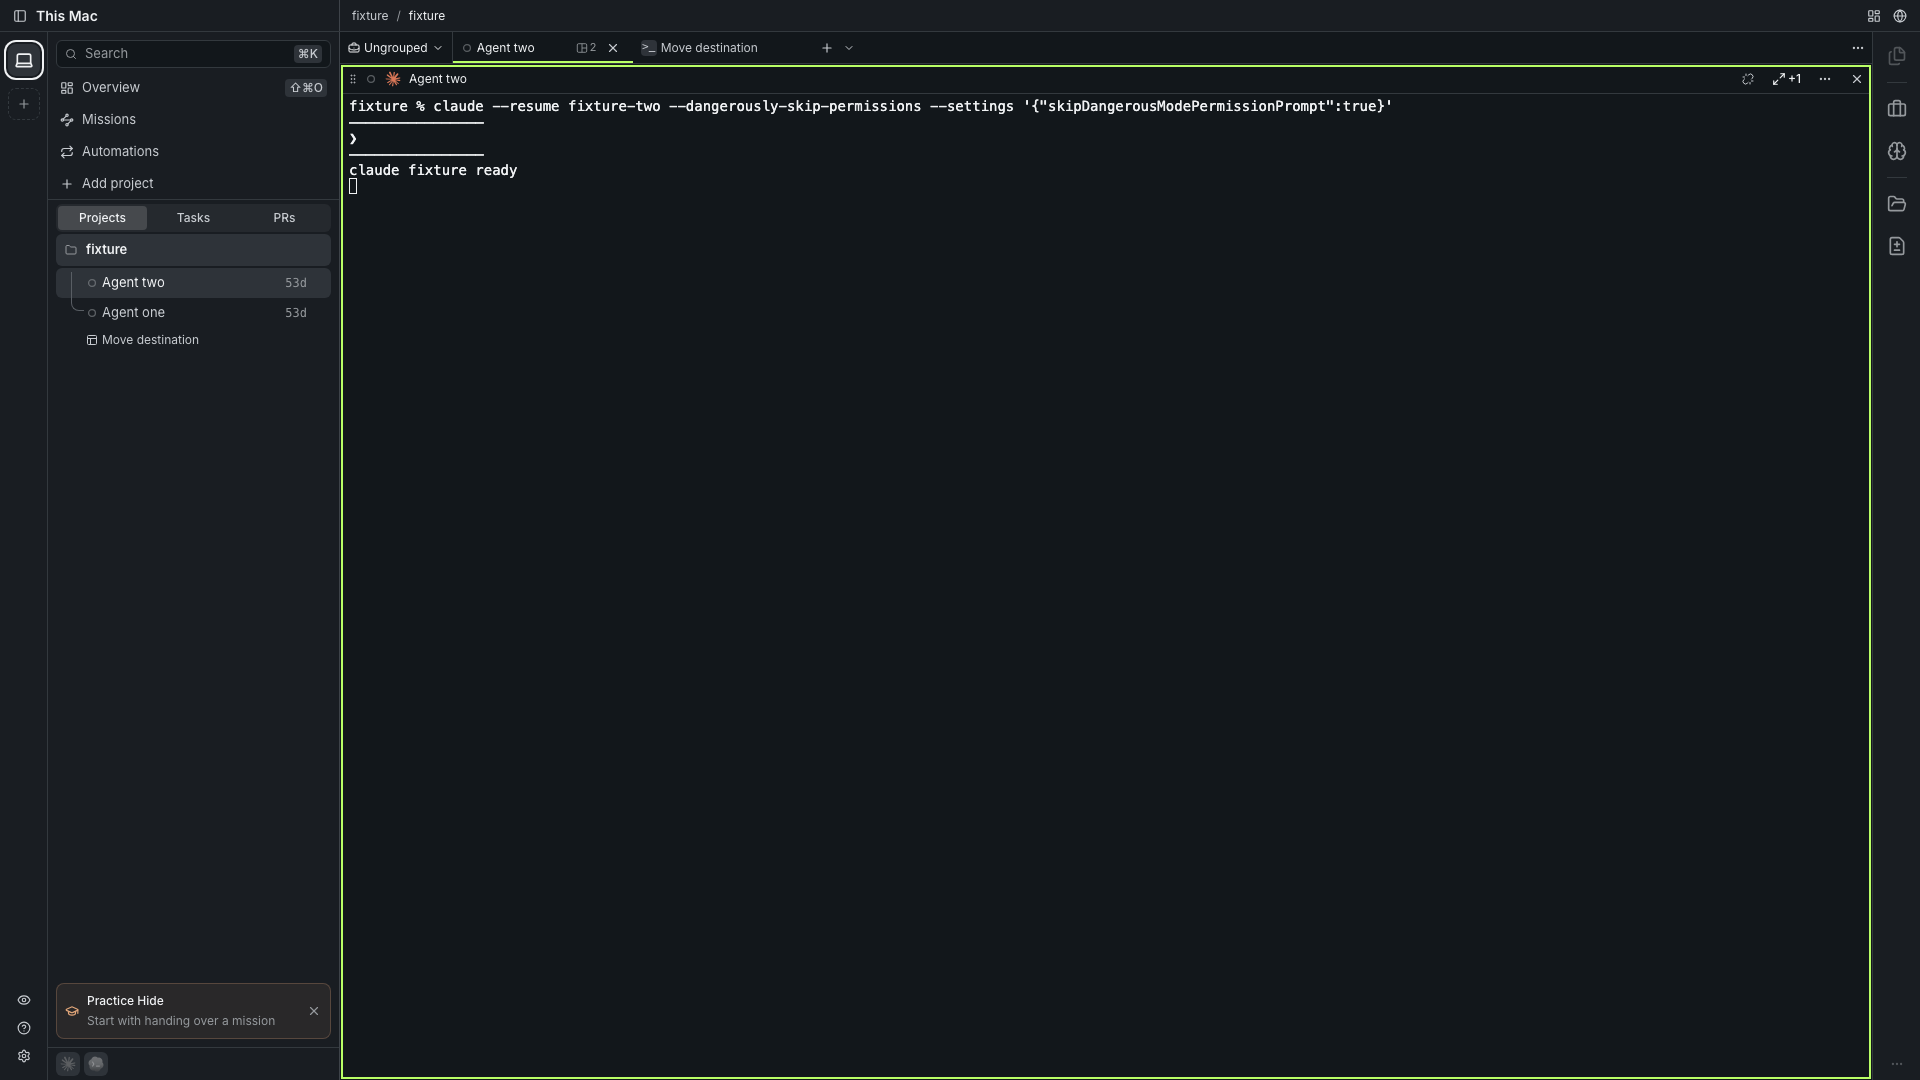 This Mac
fixture / fixture
Search ⌘K
Ungrouped
Agent two 2
>_ Move destination
Overview ⇧⌘O
Missions
Automations
Add project
Projects Tasks PRs
fixture
Agent two 53d
Agent one 53d
Move destination
Agent two
+1
fixture % claude --resume fixture-two --dangerously-skip-permissions --settings '{"skipDangerousModePermissionPrompt":true}'
❯
claude fixture ready
Practice Hide
Start with handing over a mission